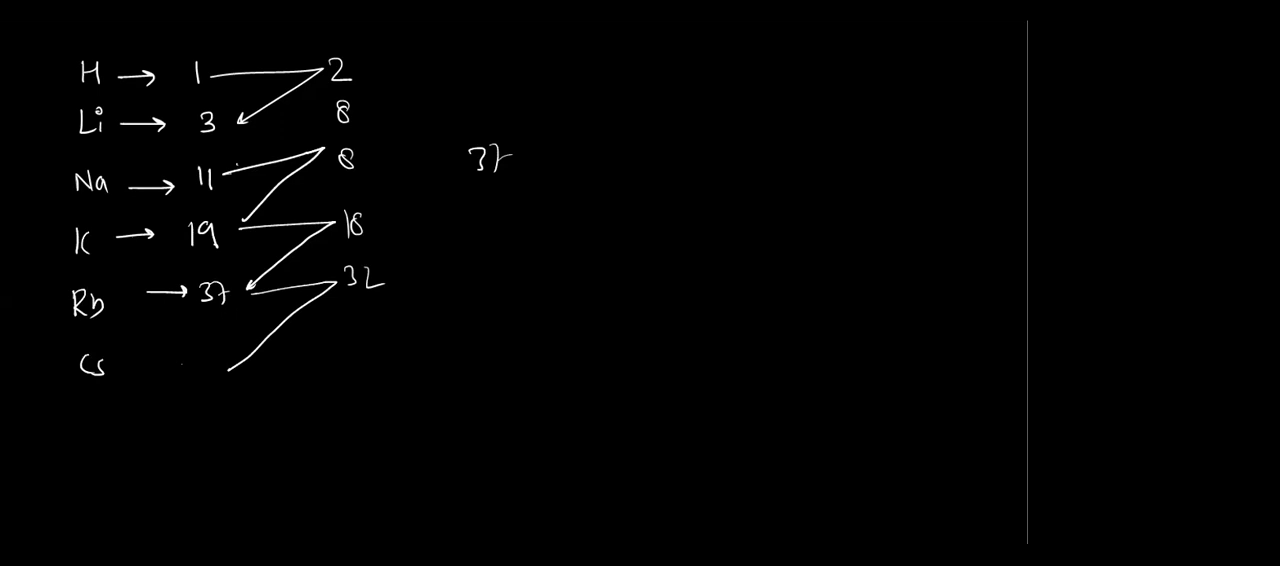 H → 1 2
Li → 3 8
Na → 11 8
37
K → 19 18
Rb → 37 32
Cs